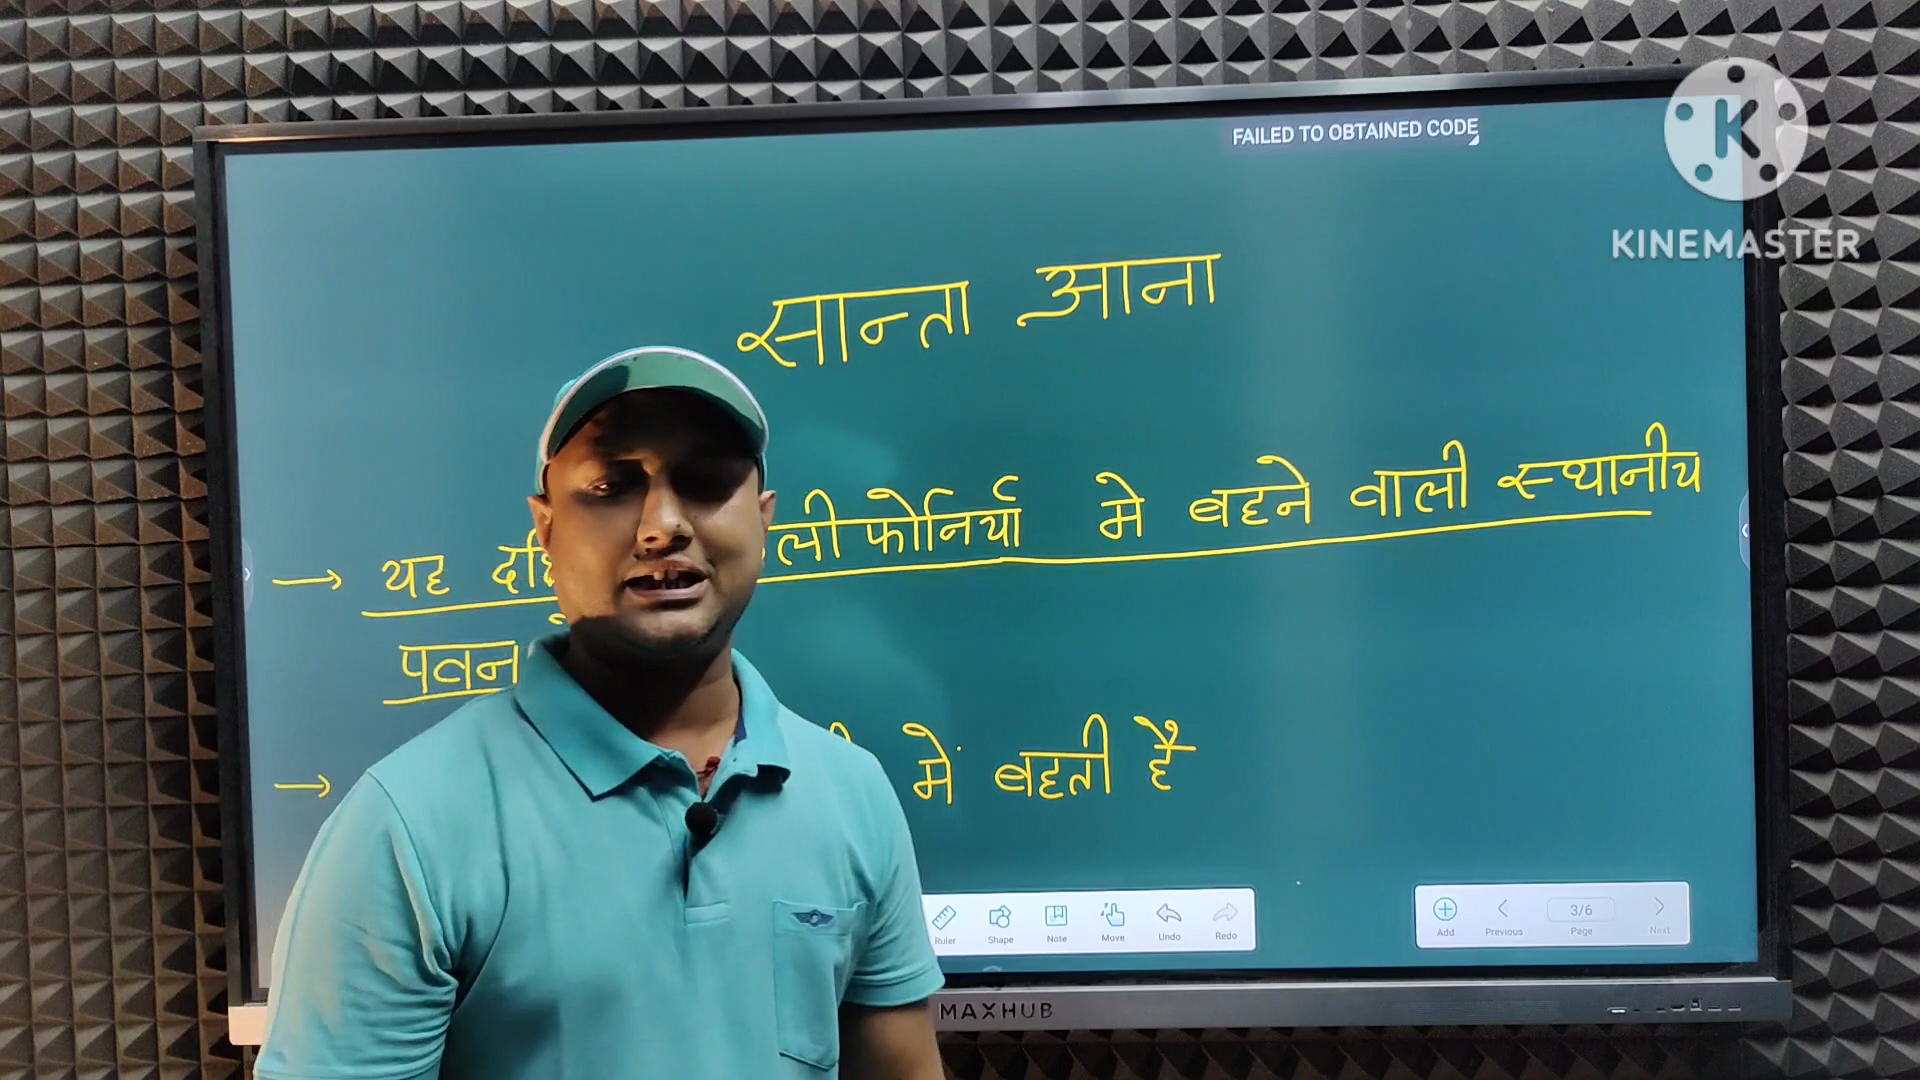 FAILED TO OBTAINED CODE
KINEMASTER
सान्ता आना
→ यह लीफोर्निया मे बहने वाली स्थानीय
पवन
→ में बहती है
Ruler Shape Note Move Undo Redo
Add Previous 3/6 Page Next
MAXHUB